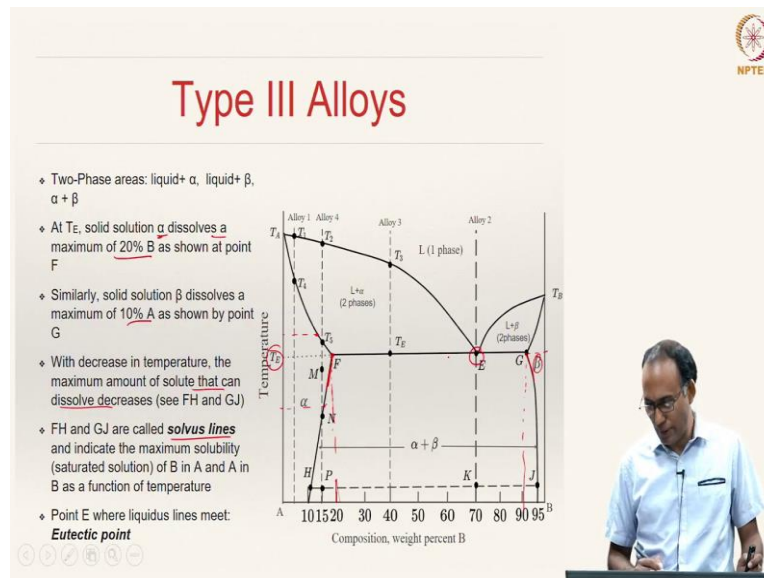 NPTE
Type III Alloys
Two-Phase areas: liquid+ α, liquid+ β,
α + β
At TE, solid solution α dissolves a
maximum of 20% B as shown at point
F
Similarly, solid solution β dissolves a
maximum of 10% A as shown by point
G
With decrease in temperature, the
maximum amount of solute that can
dissolve decreases (see FH and GJ)
FH and GJ are called solvus lines
and indicate the maximum solubility
(saturated solution) of B in A and A in
B as a function of temperature
Point E where liquidus lines meet:
Eutectic point
Alloy 1 Alloy 4 Alloy 3 Alloy 2
TA T1 T2 T3 L (1 phase)
T4 L+α
(2 phases)
TB
L+β
(2phases)
T5
TE F TE E G β
Temperature
M
α N
α + β
H P K J
A 10 15 20 30 40 50 60 70 80 90 95 B
Composition, weight percent B